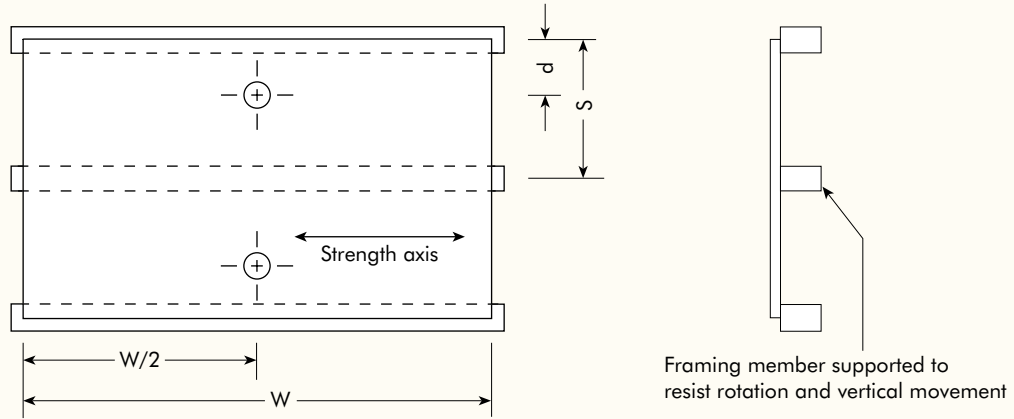 d
S
Strength axis
W/2
W
Framing member supported to
resist rotation and vertical movement